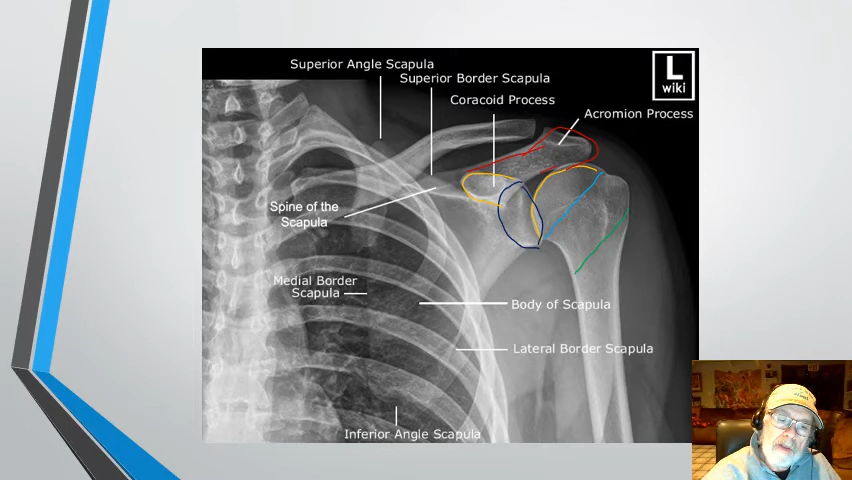 Superior Angle Scapula
Superior Border Scapula
Coracoid Process
Acromion Process
L
wiki
Spine of the
Scapula
Medial Border
Scapula
Body of Scapula
Lateral Border Scapula
Inferior Angle Scapula